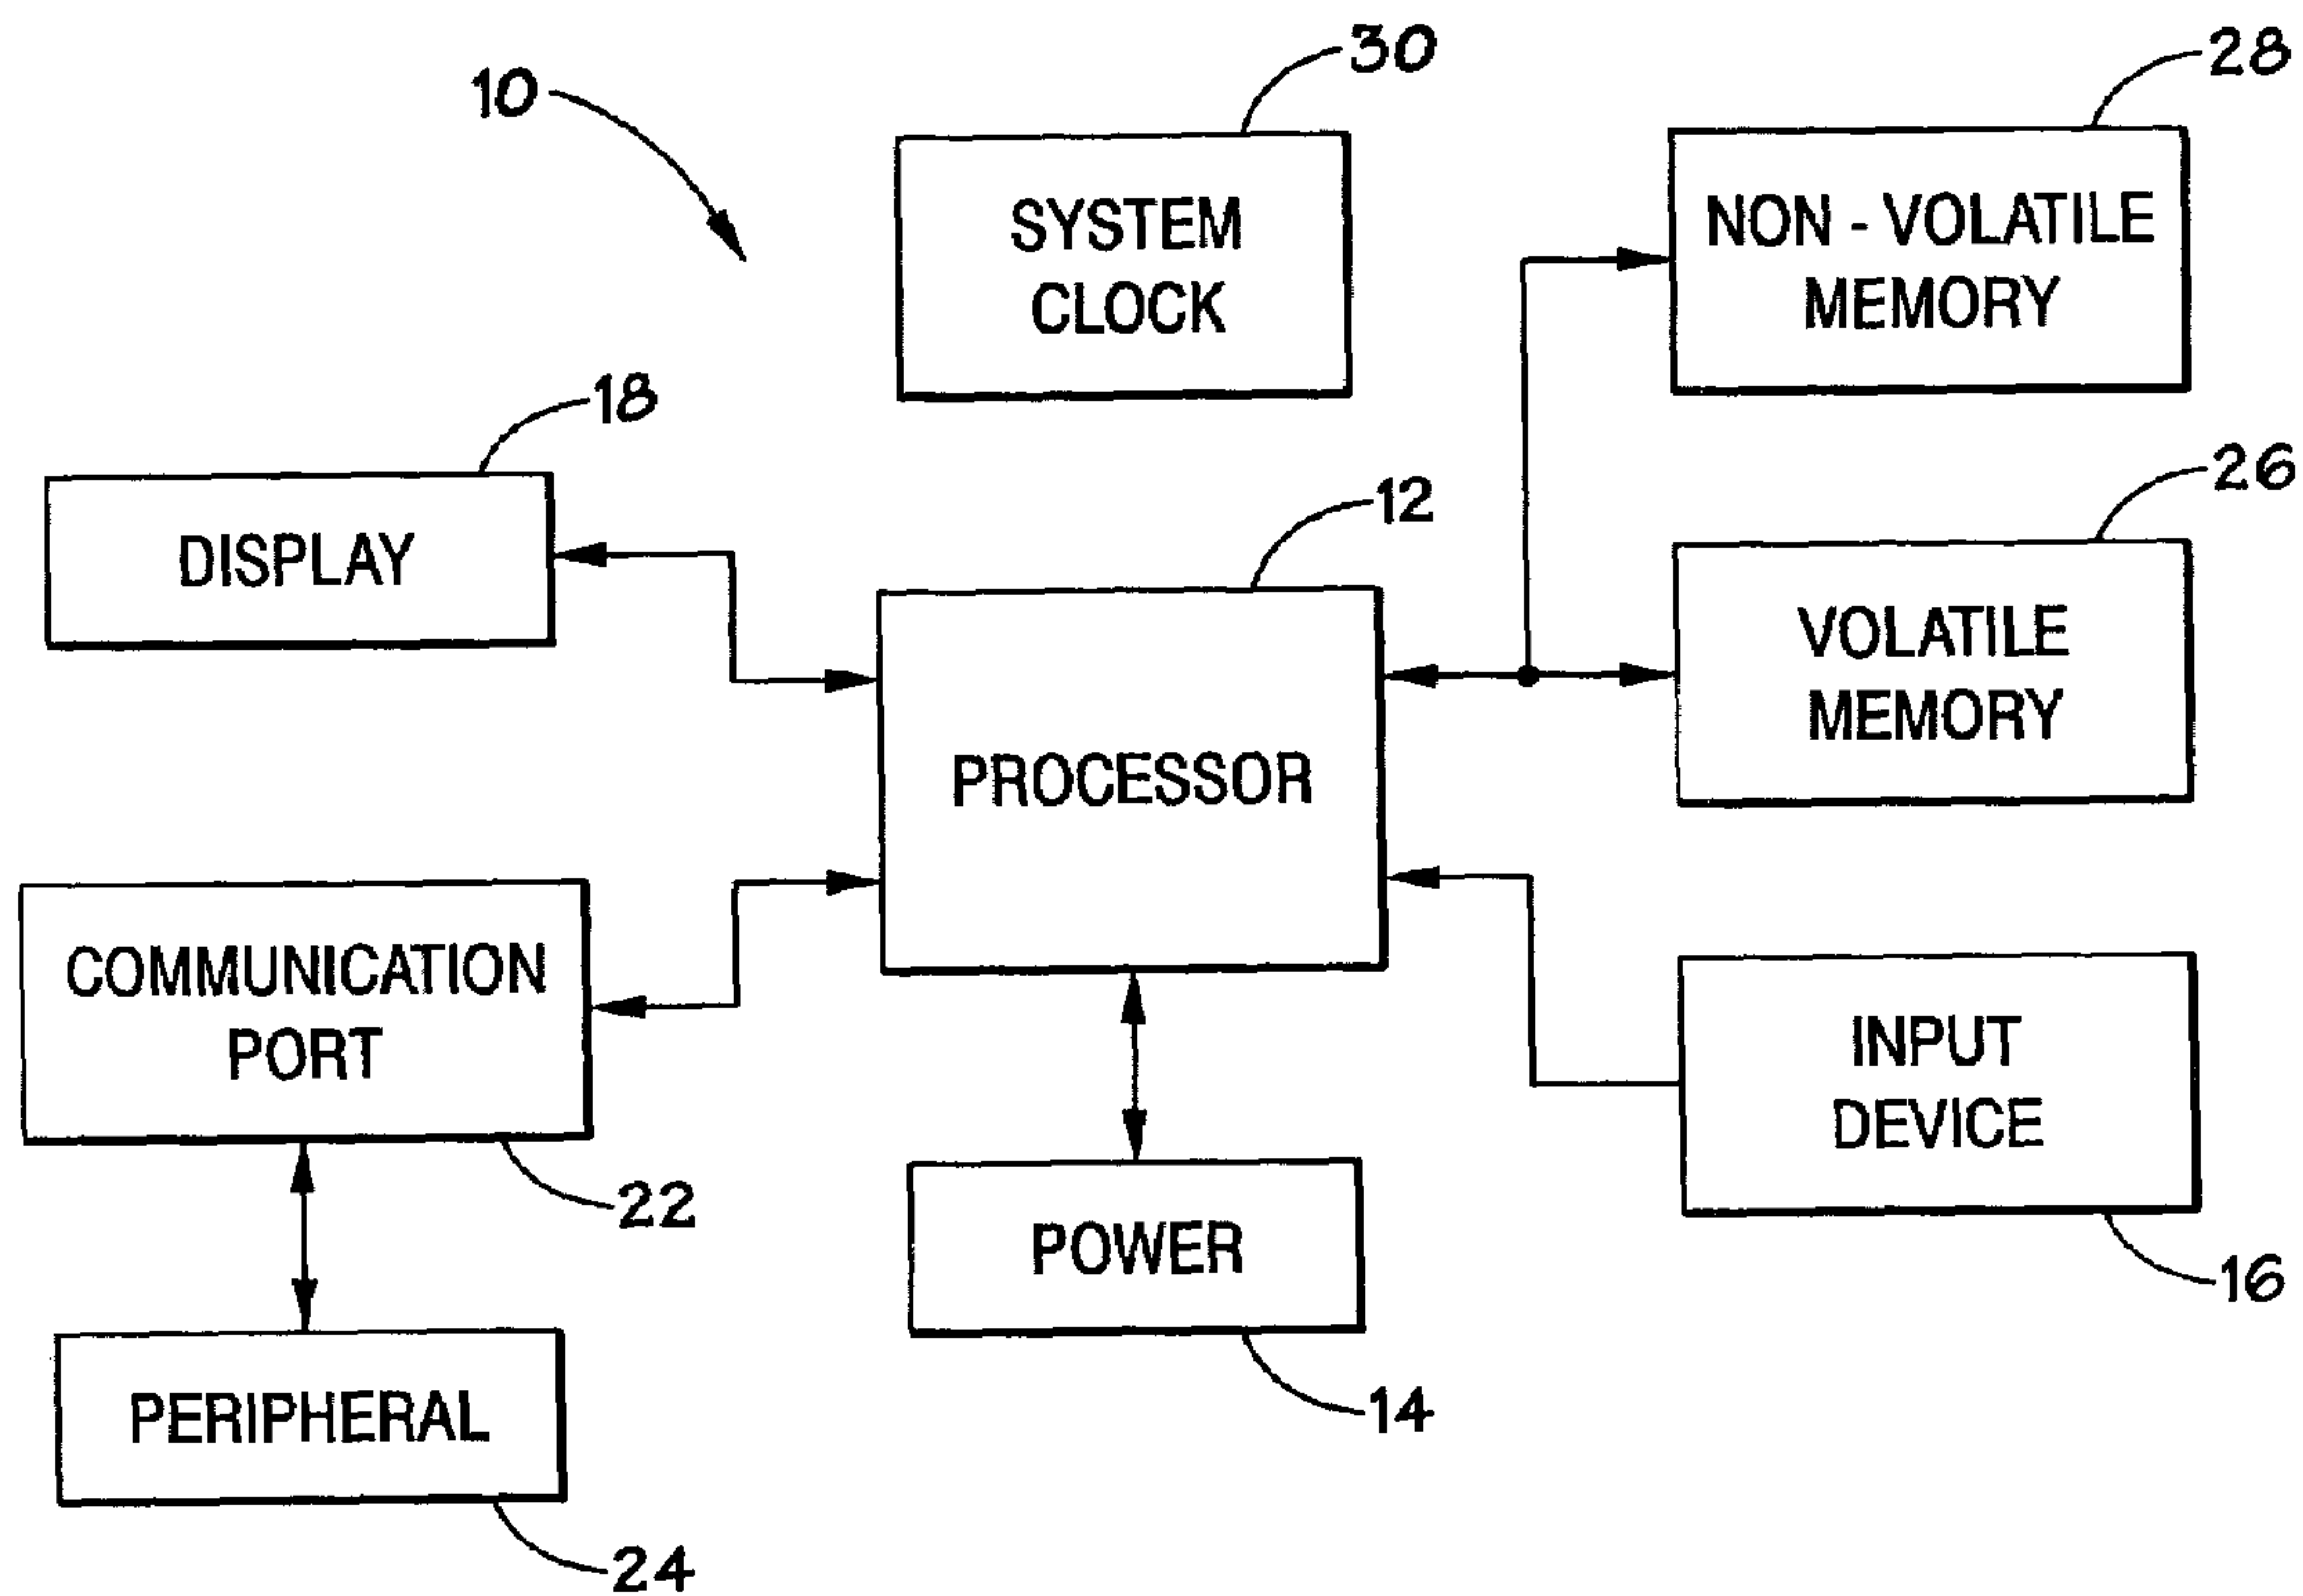 10
30
28
SYSTEM
CLOCK
NON - VOLATILE
MEMORY
18
DISPLAY
12
26
PROCESSOR
VOLATILE
MEMORY
COMMUNICATION
PORT
22
INPUT
DEVICE
16
POWER
14
PERIPHERAL
24